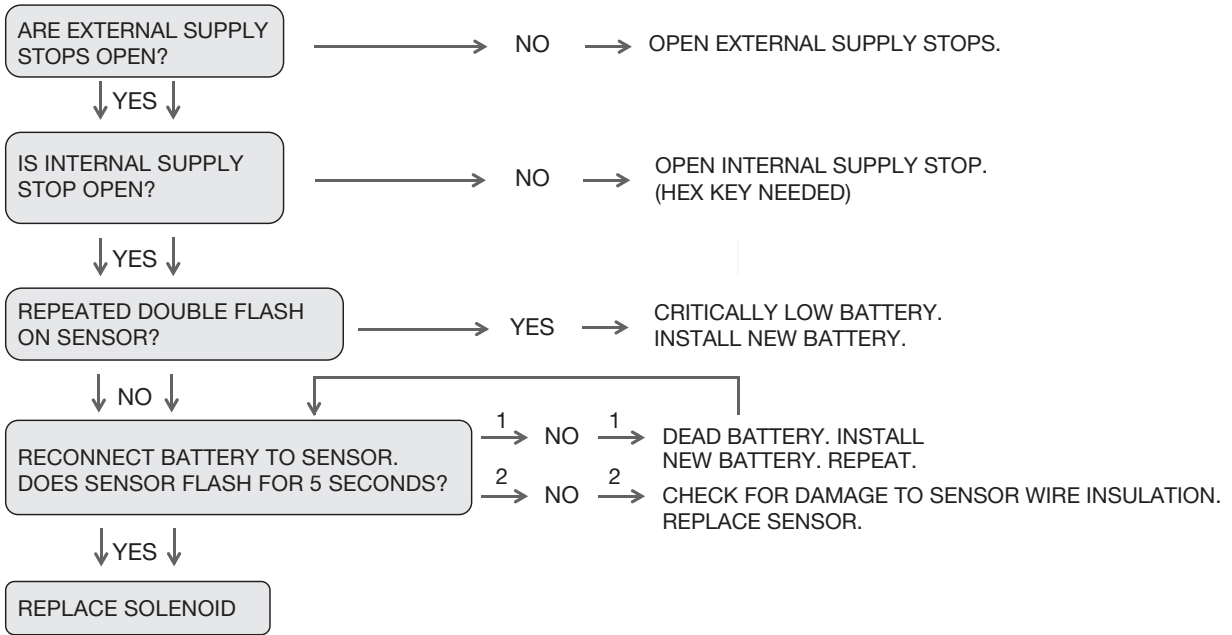 ARE EXTERNAL SUPPLY
STOPS OPEN?
NO
OPEN EXTERNAL SUPPLY STOPS.
YES
IS INTERNAL SUPPLY
STOP OPEN?
NO
OPEN INTERNAL SUPPLY STOP.
(HEX KEY NEEDED)
YES
REPEATED DOUBLE FLASH
ON SENSOR?
YES
CRITICALLY LOW BATTERY.
INSTALL NEW BATTERY.
NO
RECONNECT BATTERY TO SENSOR.
DOES SENSOR FLASH FOR 5 SECONDS?
1 NO 1
DEAD BATTERY. INSTALL
NEW BATTERY. REPEAT.
2 NO 2
CHECK FOR DAMAGE TO SENSOR WIRE INSULATION.
REPLACE SENSOR.
YES
REPLACE SOLENOID